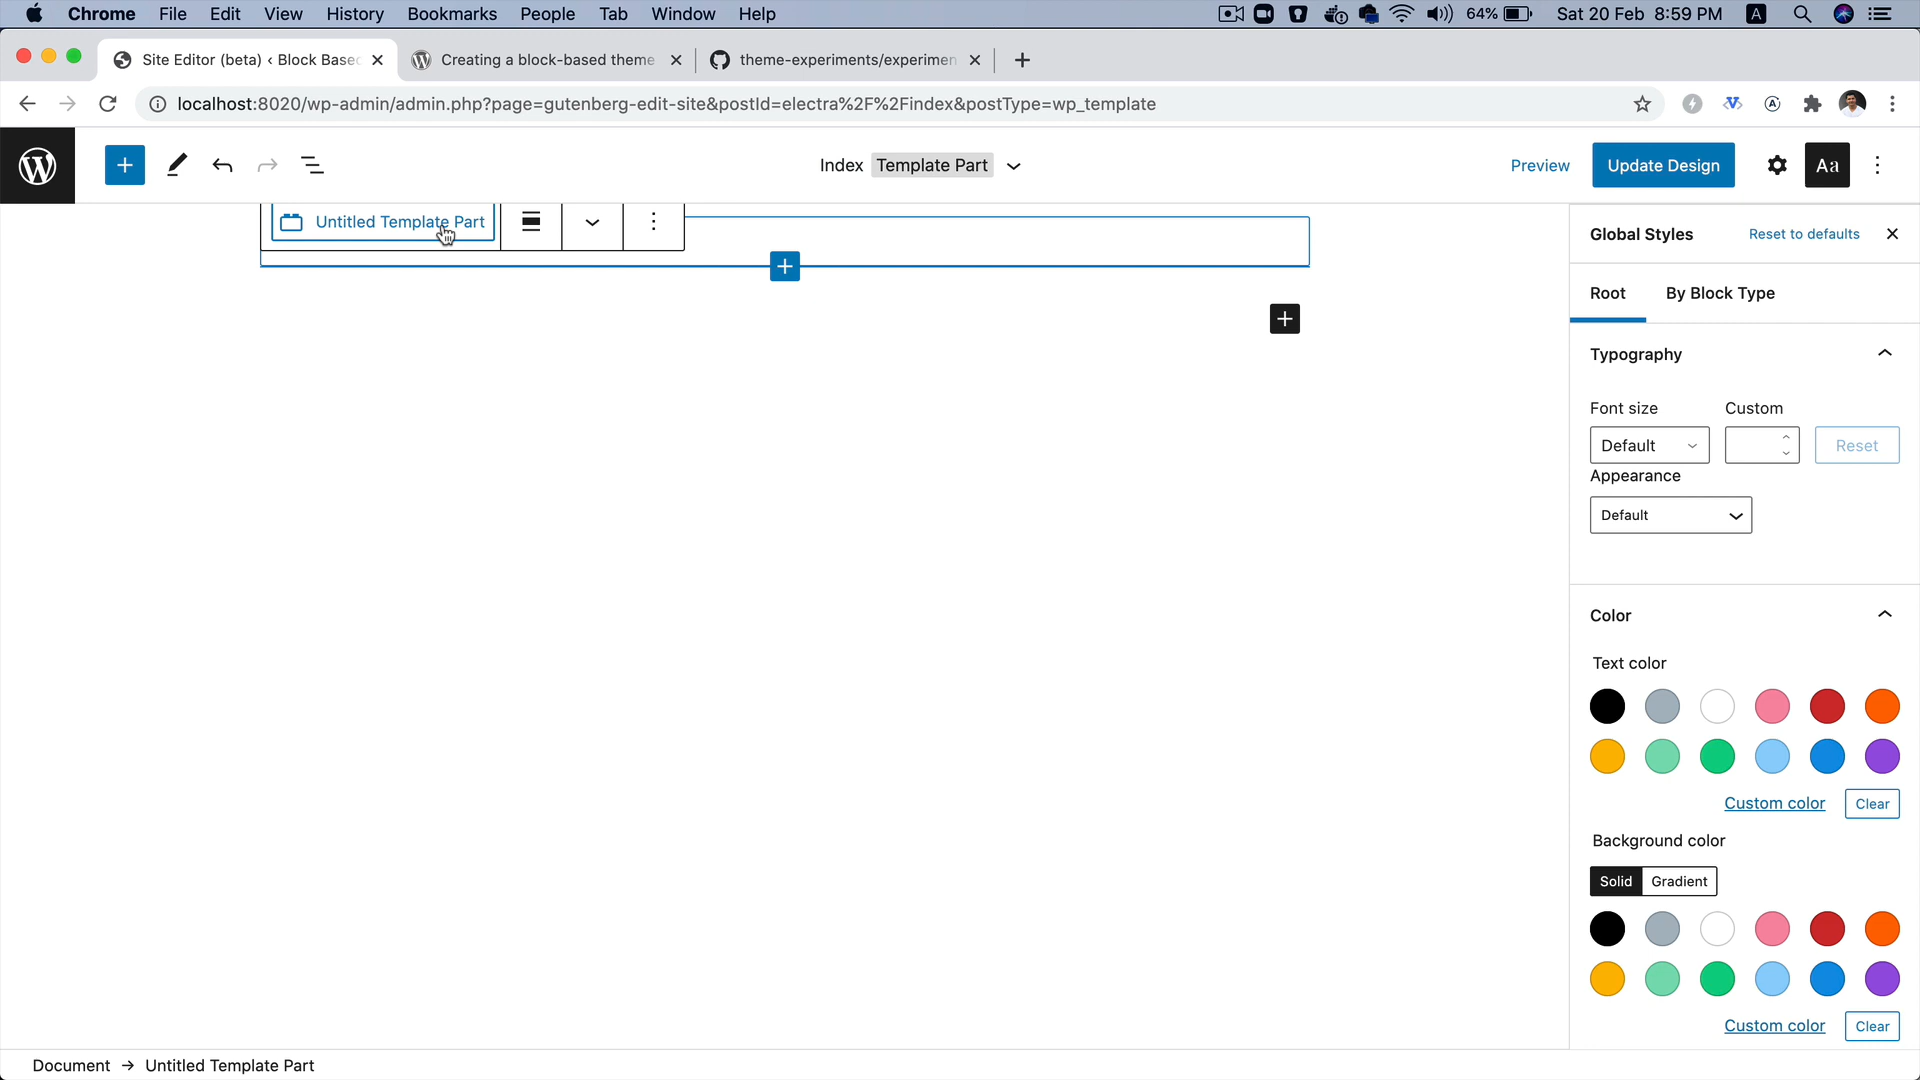 Chrome File Edit View History Bookmarks People Tab Window Help 64% Sat 20 Feb 8:59 PM A
Site Editor (beta) ‹ Block Base Creating a block-based theme theme-experiments/experimen
localhost:8020/wp-admin/admin.php?page=gutenberg-edit-site&postId=electra%2F%2Findex&postType=wp_template
Index Template Part Preview Update Design Aa
Untitled Template Part
Global Styles Reset to defaults
Root By Block Type
Typography
Font size Custom
Default Reset
Appearance
Default
Color
Text color
Custom color Clear
Background color
Solid Gradient
Custom color Clear
Document → Untitled Template Part